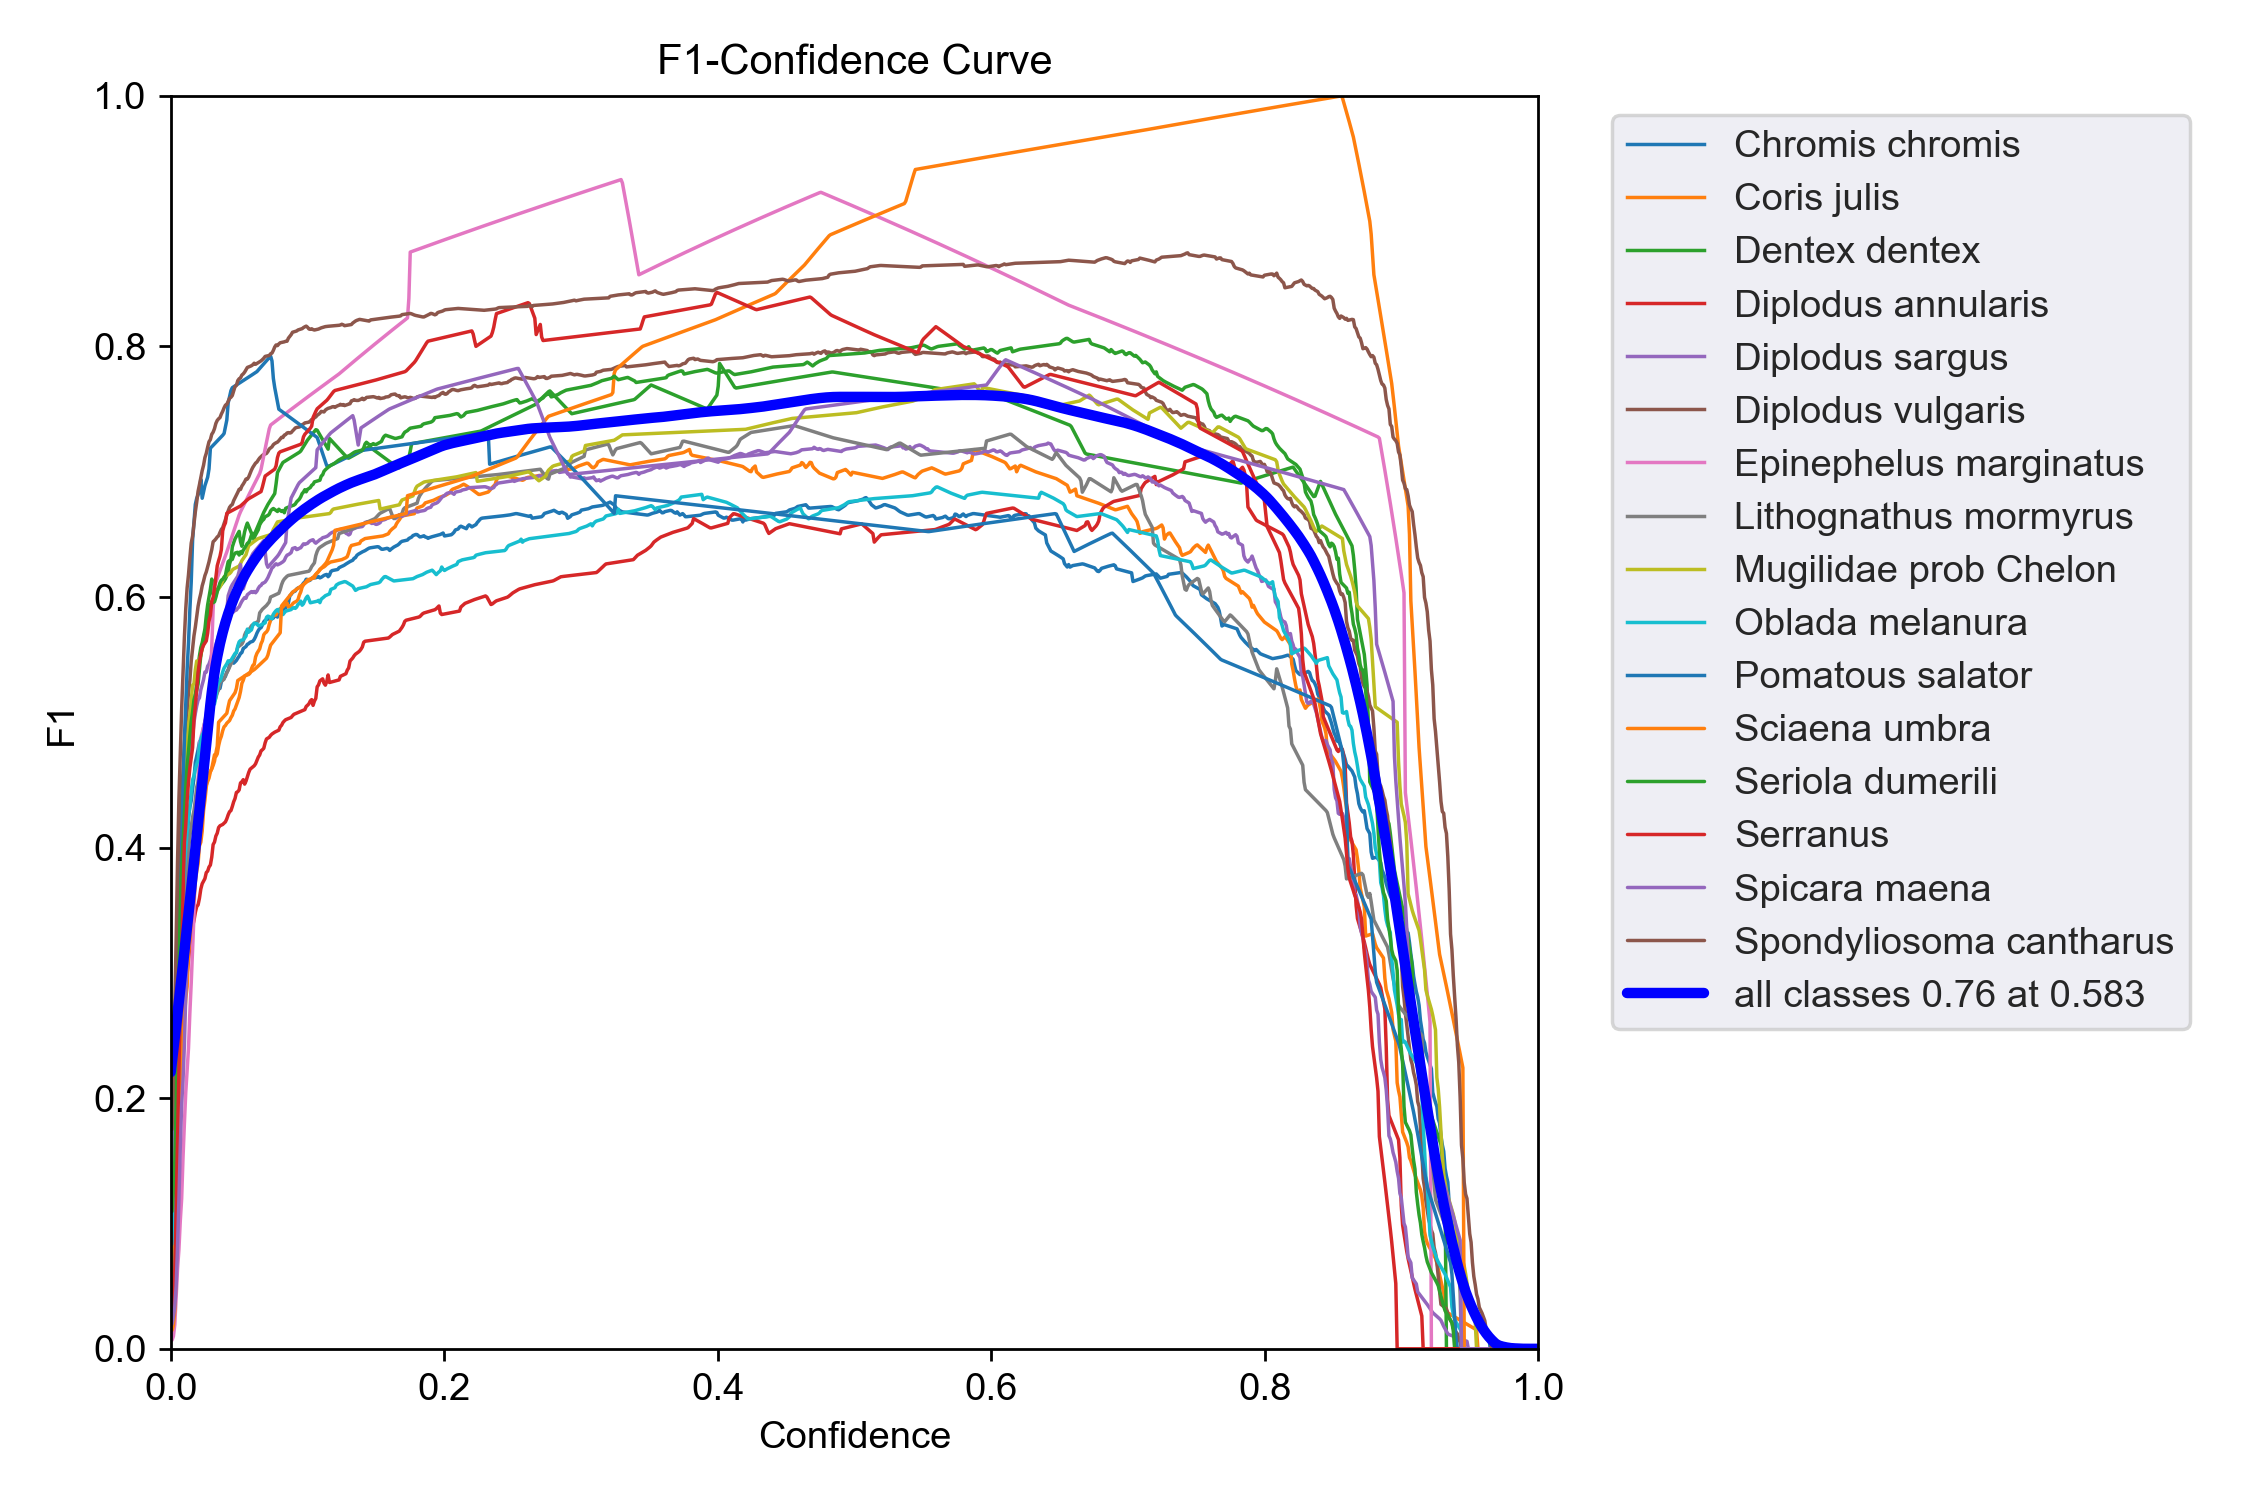 F1-Confidence Curve
1.0
0.8
0.6
0.4
0.2
0.0
F1
0.0 0.2 0.4 0.6 0.8 1.0
Confidence
Chromis chromis
Coris julis
Dentex dentex
Diplodus annularis
Diplodus sargus
Diplodus vulgaris
Epinephelus marginatus
Lithognathus mormyrus
Mugilidae prob Chelon
Oblada melanura
Pomatous salator
Sciaena umbra
Seriola dumerili
Serranus
Spicara maena
Spondyliosoma cantharus
all classes 0.76 at 0.583